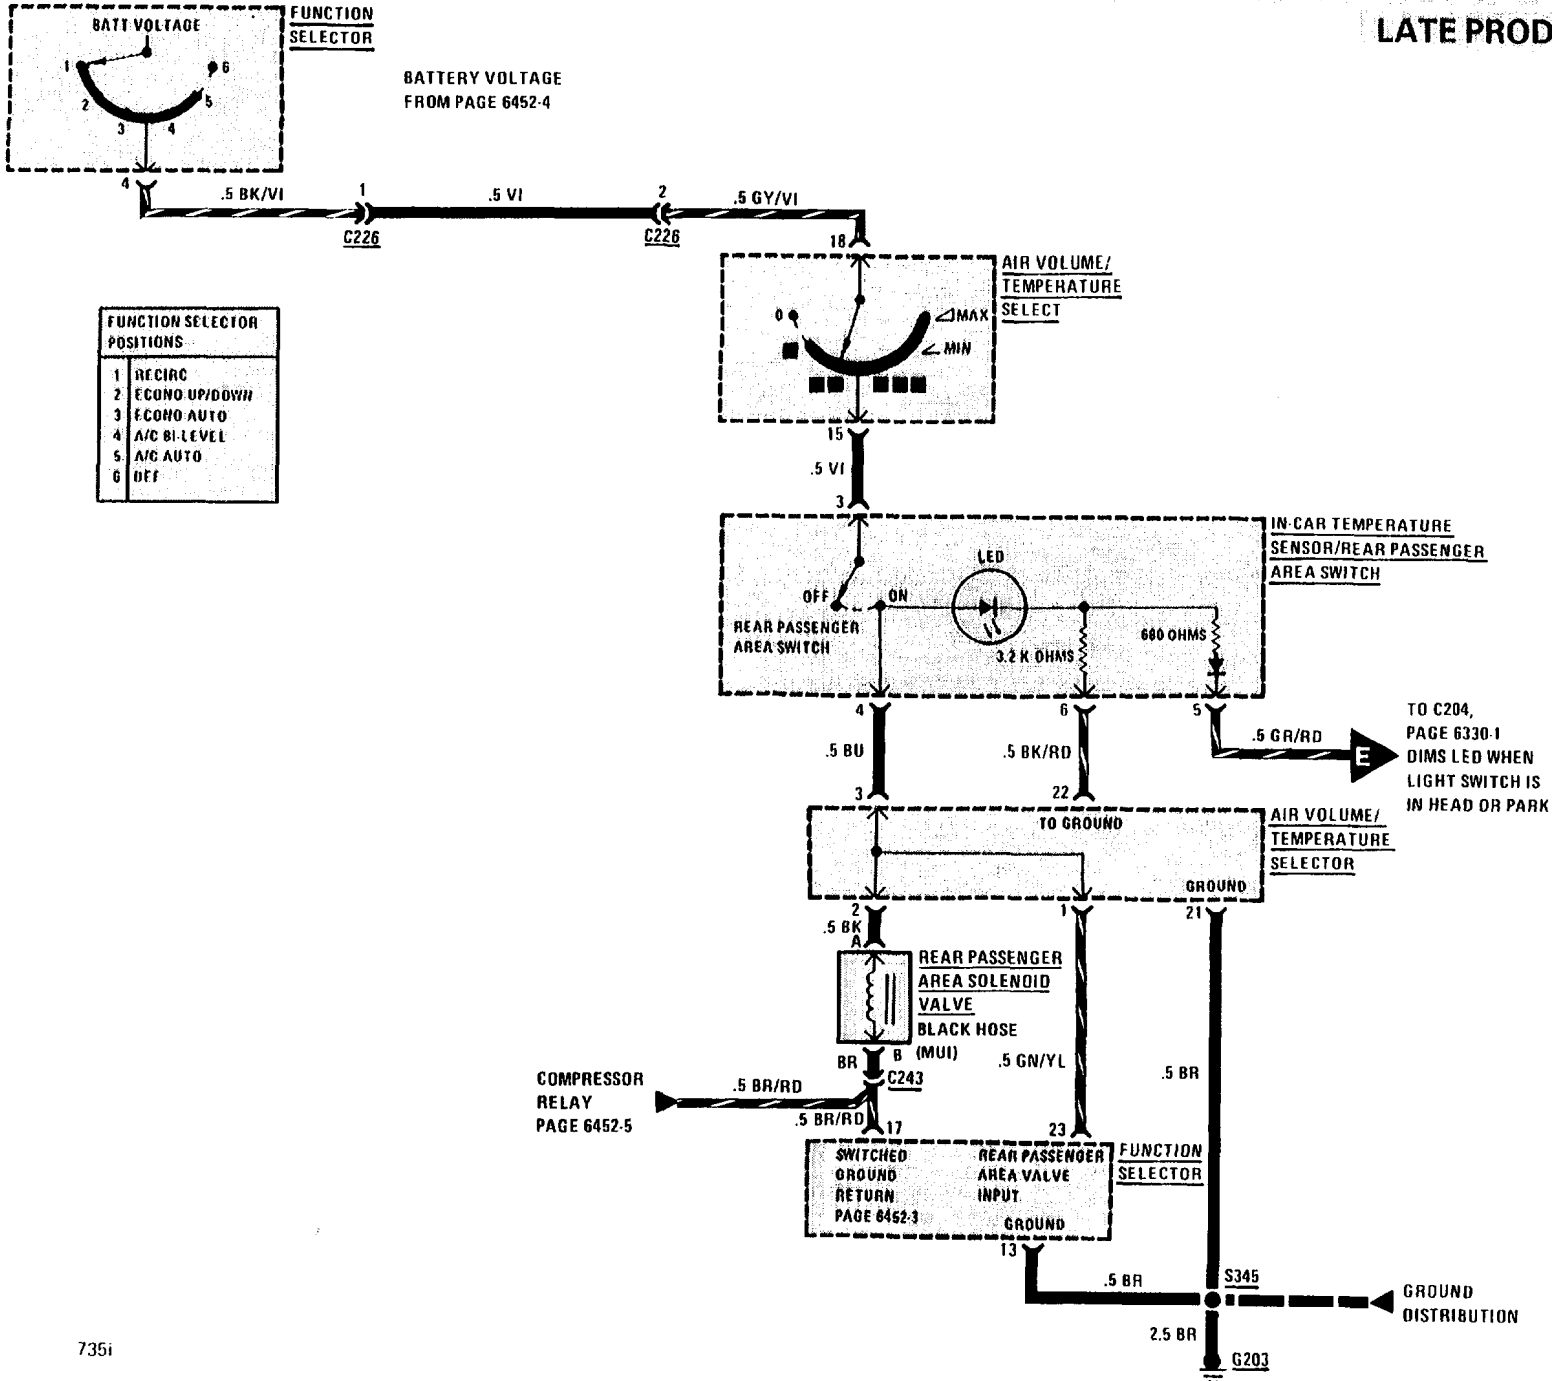 LATE PROD
BATT VOLTAGE
1
2
3
4
5
6
FUNCTION
SELECTOR
BATTERY VOLTAGE
FROM PAGE 6452-4
4
.5 BK/VI
1
C226
.5 VI
2
C226
.5 GY/VI
18
AIR VOLUME/
TEMPERATURE
SELECT
0
MAX
MIN
FUNCTION SELECTOR
POSITIONS
1 RECIRC
2 ECONO UP/DOWN
3 ECONO AUTO
4 A/C BI-LEVEL
5 A/C AUTO
6 DEF
15
.5 VI
3
IN-CAR TEMPERATURE
SENSOR/REAR PASSENGER
AREA SWITCH
LED
OFF
ON
REAR PASSENGER
AREA SWITCH
3.2 K OHMS
680 OHMS
4
6
5
.5 BU
.5 BK/RD
.5 GR/RD
E
TO C204,
PAGE 6330-1
DIMS LED WHEN
LIGHT SWITCH IS
IN HEAD OR PARK
3
22
TO GROUND
GROUND
AIR VOLUME/
TEMPERATURE
SELECTOR
2
1
21
.5 BK
A
REAR PASSENGER
AREA SOLENOID
VALVE
BLACK HOSE
(MUI)
BR
B
C243
.5 GN/YL
.5 BR
COMPRESSOR
RELAY
PAGE 6452-5
.5 BR/RD
.5 BR/RD
17
23
SWITCHED
GROUND
RETURN
PAGE 6452-3
REAR PASSENGER
AREA VALVE
INPUT
GROUND
FUNCTION
SELECTOR
13
.5 BR
S345
GROUND
DISTRIBUTION
2.5 BR
G203
735i